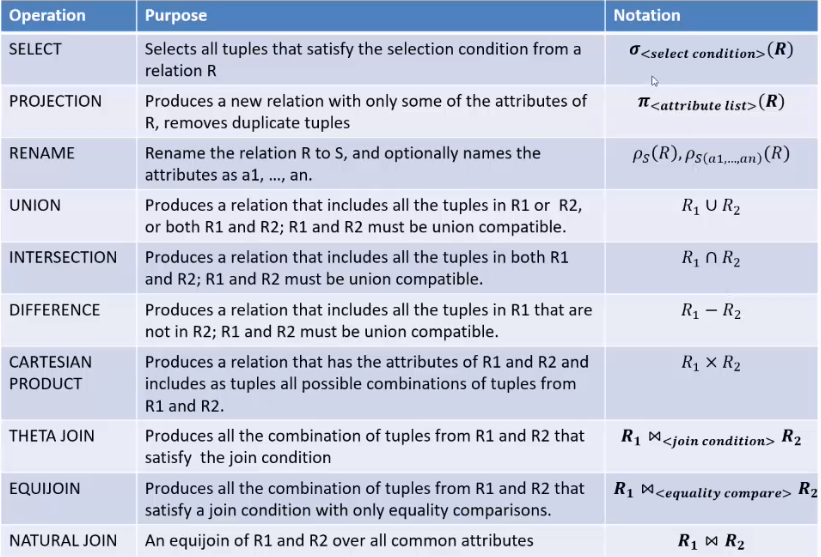 Operation Purpose Notation
SELECT Selects all tuples that satisfy the selection condition from a σ<select condition>(R)
relation R
PROJECTION Produces a new relation with only some of the attributes of π<attribute list>(R)
R, removes duplicate tuples
RENAME Rename the relation R to S, and optionally names the ρS(R), ρS(a1,…,an)(R)
attributes as a1, …, an.
UNION Produces a relation that includes all the tuples in R1 or R2, R1 ∪ R2
or both R1 and R2; R1 and R2 must be union compatible.
INTERSECTION Produces a relation that includes all the tuples in both R1 R1 ∩ R2
and R2; R1 and R2 must be union compatible.
DIFFERENCE Produces a relation that includes all the tuples in R1 that are R1 − R2
not in R2; R1 and R2 must be union compatible.
CARTESIAN Produces a relation that has the attributes of R1 and R2 and R1 × R2
PRODUCT includes as tuples all possible combinations of tuples from
R1 and R2.
THETA JOIN Produces all the combination of tuples from R1 and R2 that R1 ⋈<join condition> R2
satisfy the join condition
EQUIJOIN Produces all the combination of tuples from R1 and R2 that R1 ⋈<equality compare> R2
satisfy a join condition with only equality comparisons.
NATURAL JOIN An equijoin of R1 and R2 over all common attributes R1 ⋈ R2